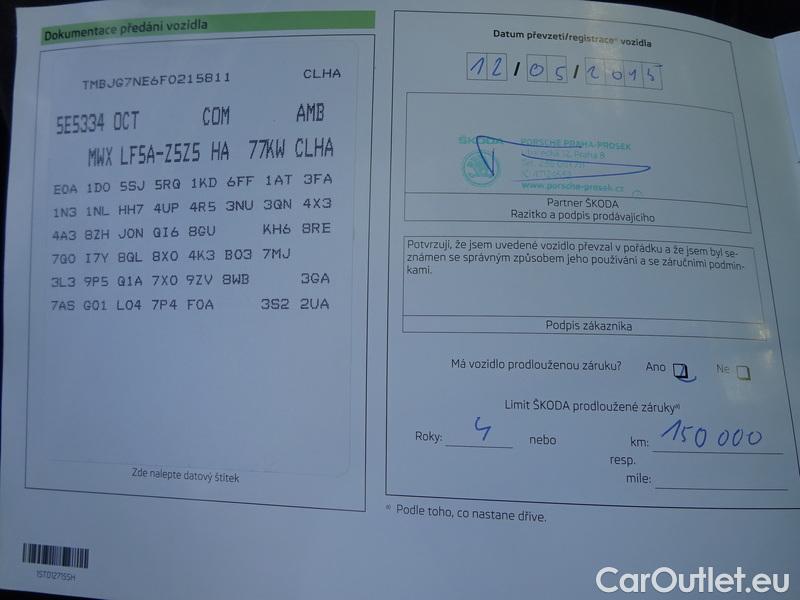 Dokumentace předání vozidla
TMBJG7NE6F0215811 CLHA
5E5334 OCT COM AMB
MWX LF5A-Z5Z5 HA 77KW CLHA
E0A 1D0 5SJ 5RQ 1KD 6FF 1AT 3FA
1N3 1NL HH7 4UP 4R5 3NU 3QN 4X3
4A3 8ZH J0N QI6 8GU KH6 8RE
7Q0 I7Y 8QL 8X0 4K3 B03 7MJ
3L3 9P5 Q1A 7X0 9ZV 8WB 3GA
7AS G01 L04 7P4 F0A 3S2 2UA
Zde nalepte datový štítek
1ST012715SH
Datum převzetí/registrace vozidla
12/05/2015
ŠKODA PORSCHE PRAHA-PROSEK
Praha 8
www.porsche-prosek.cz
Partner ŠKODA
Razítko a podpis prodávajícího
Potvrzuji, že jsem uvedené vozidlo převzal v pořádku a že jsem byl se-
známen se správným způsobem jeho používání a se záručními podmín-
kami.
Podpis zákazníka
Má vozidlo prodlouženou záruku? Ano Ne
Limit ŠKODA prodloužené záruky a)
Roky: 4 nebo km: 150 000
resp.
mile:
a) Podle toho, co nastane dříve.
CarOutlet.eu